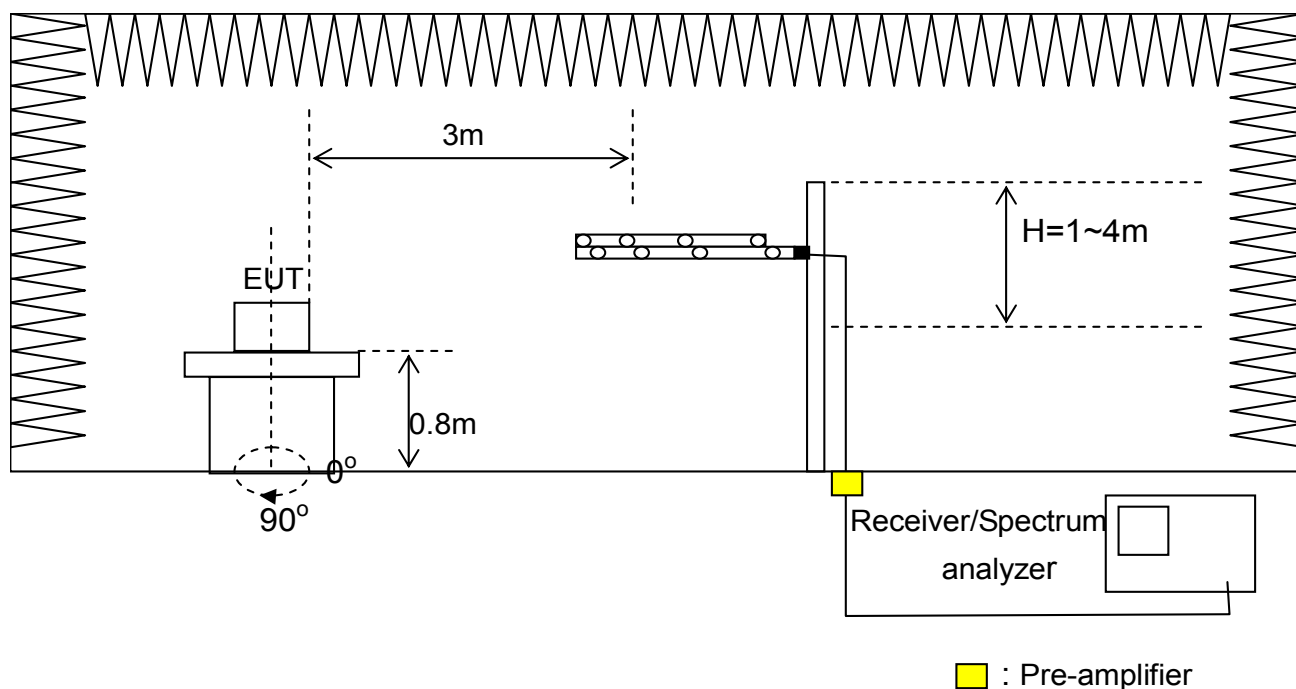 3m
H=1~4m
EUT
0.8m
0°
90°
Receiver/Spectrum
analyzer
: Pre-amplifier